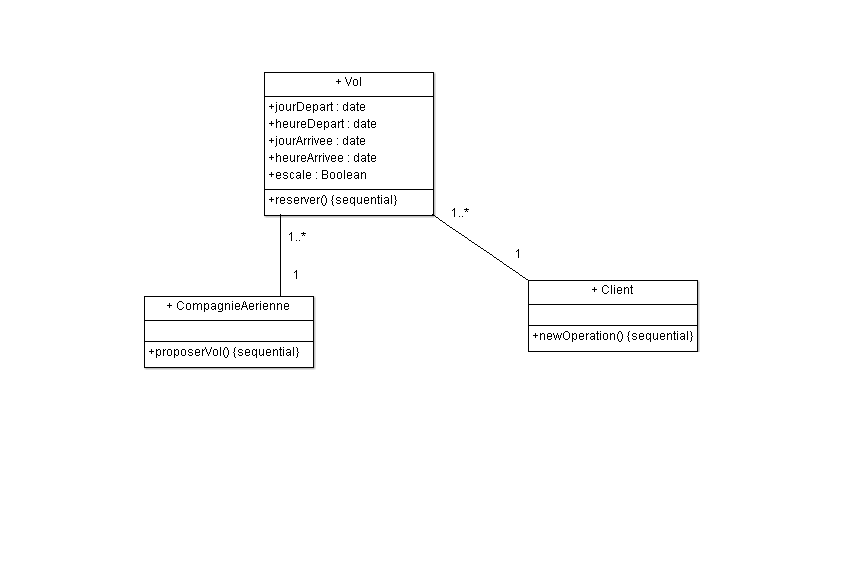 + Vol
+jourDepart : date
+heureDepart : date
+jourArrivee : date
+heureArrivee : date
+escale : Boolean
+reserver() {sequential}
1..*
1
1..*
1
+ CompagnieAerienne
+proposerVol() {sequential}
+ Client
+newOperation() {sequential}